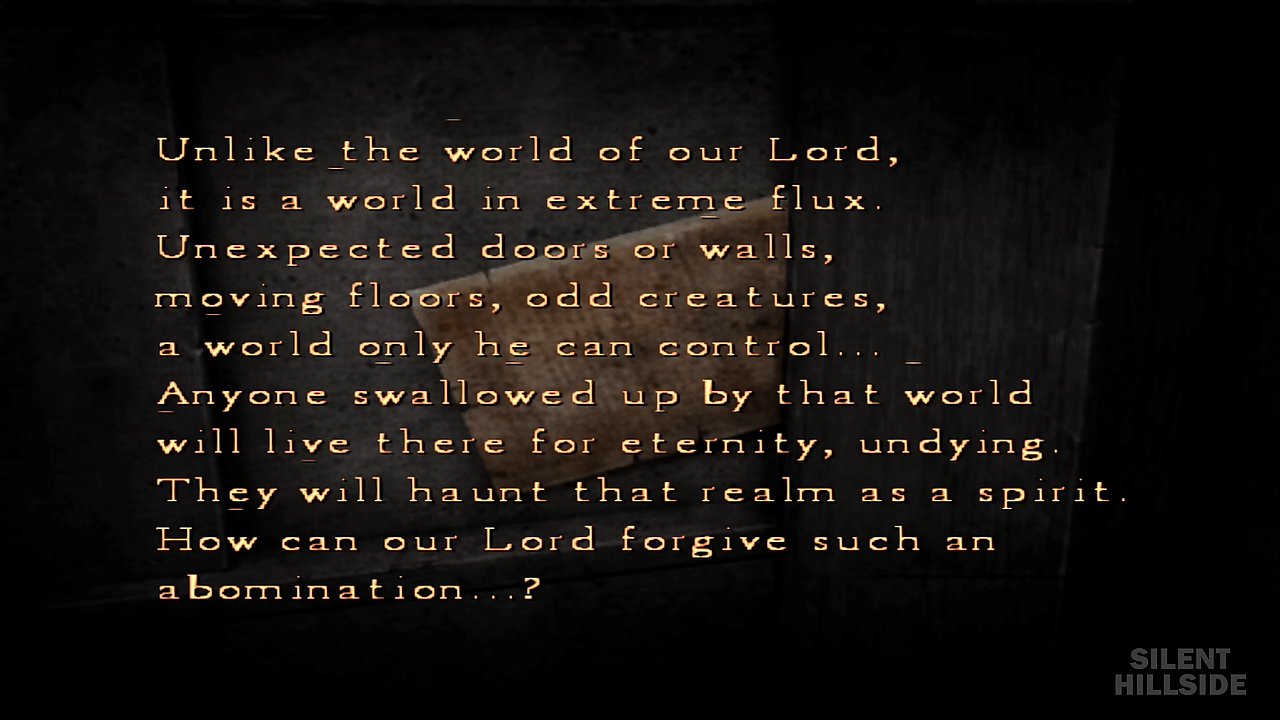 Unlike the world of our Lord,
it is a world in extreme flux.
Unexpected doors or walls,
moving floors, odd creatures,
a world only he can control...
Anyone swallowed up by that world
will live there for eternity, undying.
They will haunt that realm as a spirit.
How can our Lord forgive such an
abomination...?
SILENT
HILLSIDE